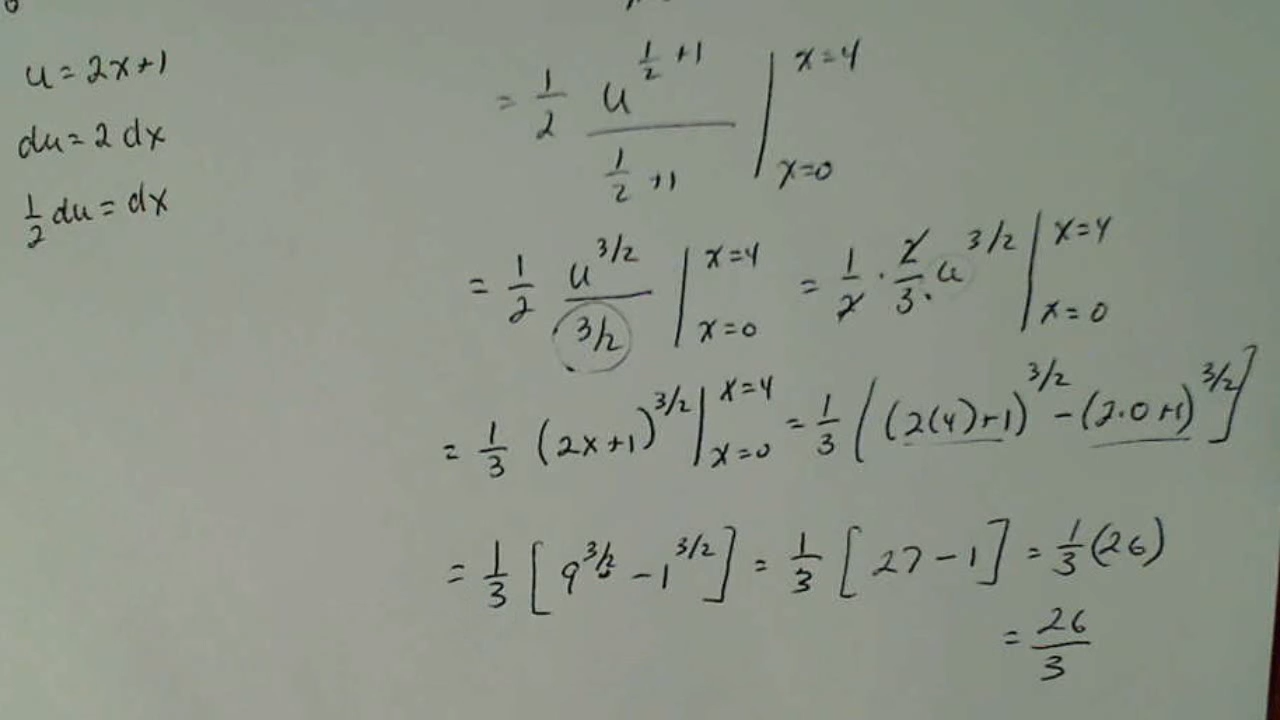 u = 2x+1
du = 2 dx
1/2 du = dx
= 1/2 u^(1/2 +1) / (1/2 +1) | x=4 x=0
= 1/2 u^(3/2) / (3/2) | x=4 x=0 = 1/2 · 2/3 · u^(3/2) | x=4 x=0
= 1/3 (2x+1)^(3/2) | x=4 x=0 = 1/3 [(2(4)+1)^(3/2) - (2·0+1)^(3/2)]
= 1/3 [9^(3/2) - 1^(3/2)] = 1/3 [27 - 1] = 1/3 (26)
= 26/3